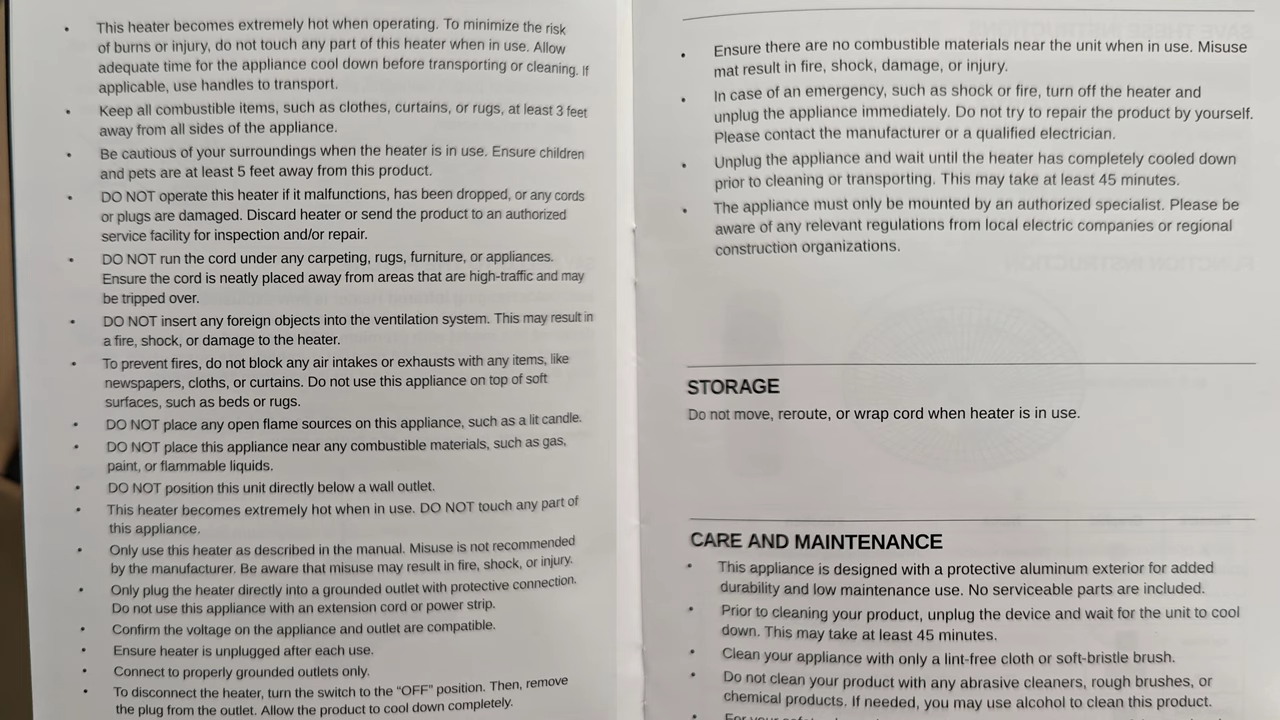 • This heater becomes extremely hot when operating. To minimize the risk
of burns or injury, do not touch any part of this heater when in use. Allow
adequate time for the appliance cool down before transporting or cleaning. If
applicable, use handles to transport.
• Keep all combustible items, such as clothes, curtains, or rugs, at least 3 feet
away from all sides of the appliance.
• Be cautious of your surroundings when the heater is in use. Ensure children
and pets are at least 5 feet away from this product.
• DO NOT operate this heater if it malfunctions, has been dropped, or any cords
or plugs are damaged. Discard heater or send the product to an authorized
service facility for inspection and/or repair.
• DO NOT run the cord under any carpeting, rugs, furniture, or appliances.
Ensure the cord is neatly placed away from areas that are high-traffic and may
be tripped over.
• DO NOT insert any foreign objects into the ventilation system. This may result in
a fire, shock, or damage to the heater.
• To prevent fires, do not block any air intakes or exhausts with any items, like
newspapers, cloths, or curtains. Do not use this appliance on top of soft
surfaces, such as beds or rugs.
• DO NOT place any open flame sources on this appliance, such as a lit candle.
• DO NOT place this appliance near any combustible materials, such as gas,
paint, or flammable liquids.
• DO NOT position this unit directly below a wall outlet.
• This heater becomes extremely hot when in use. DO NOT touch any part of
this appliance.
• Only use this heater as described in the manual. Misuse is not recommended
by the manufacturer. Be aware that misuse may result in fire, shock, or injury.
• Only plug the heater directly into a grounded outlet with protective connection.
Do not use this appliance with an extension cord or power strip.
• Confirm the voltage on the appliance and outlet are compatible.
• Ensure heater is unplugged after each use.
• Connect to properly grounded outlets only.
• To disconnect the heater, turn the switch to the “OFF” position. Then, remove
the plug from the outlet. Allow the product to cool down completely.
• Ensure there are no combustible materials near the unit when in use. Misuse
mat result in fire, shock, damage, or injury.
• In case of an emergency, such as shock or fire, turn off the heater and
unplug the appliance immediately. Do not try to repair the product by yourself.
Please contact the manufacturer or a qualified electrician.
• Unplug the appliance and wait until the heater has completely cooled down
prior to cleaning or transporting. This may take at least 45 minutes.
• The appliance must only be mounted by an authorized specialist. Please be
aware of any relevant regulations from local electric companies or regional
construction organizations.
STORAGE
Do not move, reroute, or wrap cord when heater is in use.
CARE AND MAINTENANCE
• This appliance is designed with a protective aluminum exterior for added
durability and low maintenance use. No serviceable parts are included.
• Prior to cleaning your product, unplug the device and wait for the unit to cool
down. This may take at least 45 minutes.
• Clean your appliance with only a lint-free cloth or soft-bristle brush.
• Do not clean your product with any abrasive cleaners, rough brushes, or
chemical products. If needed, you may use alcohol to clean this product.